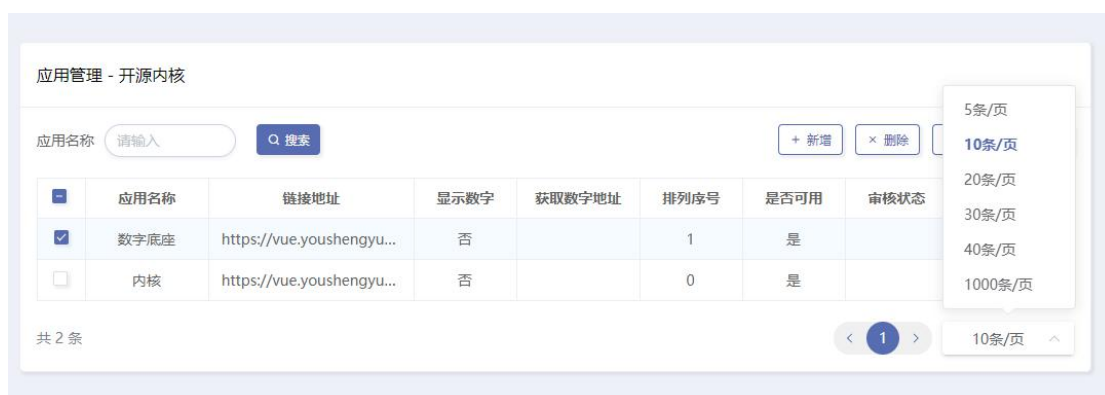 应用管理 - 开源内核
应用名称 请输入 搜索 + 新增 × 删除
应用名称 链接地址 显示数字 获取数字地址 排列序号 是否可用 审核状态
数字底座 https://vue.youshengyu... 否 1 是
内核 https://vue.youshengyu... 否 0 是
5条/页
10条/页
20条/页
30条/页
40条/页
1000条/页
共 2 条 < 1 > 10条/页